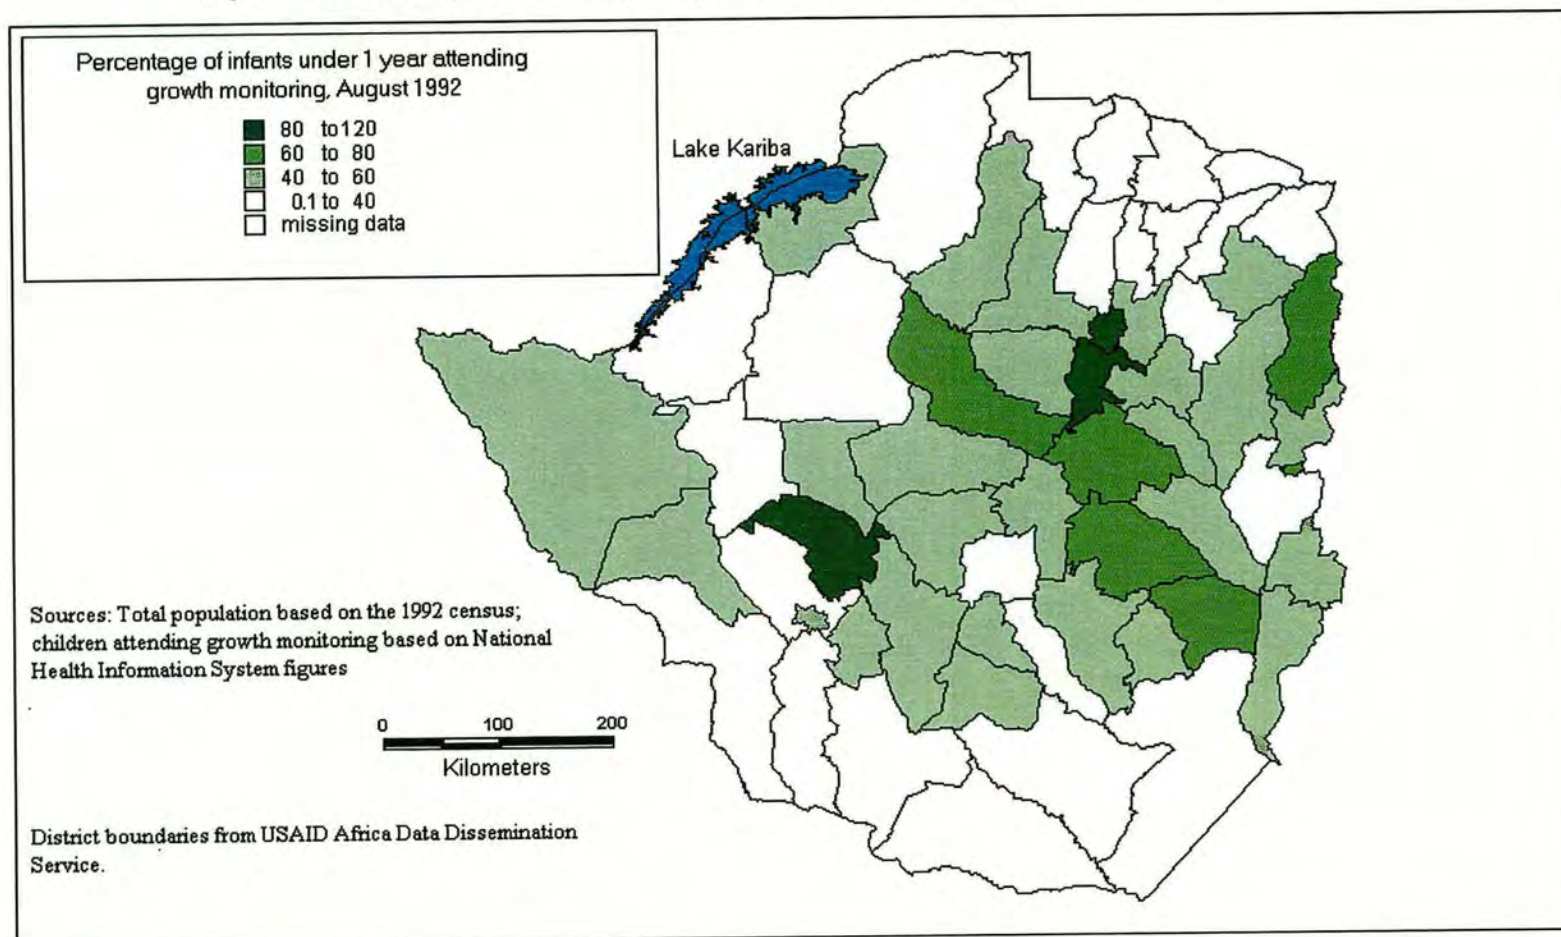 Percentage of infants under 1 year attending
growth monitoring, August 1992
80 to 120
60 to 80
40 to 60
0.1 to 40
missing data
Lake Kariba
Sources: Total population based on the 1992 census;
children attending growth monitoring based on National
Health Information System figures
0 100 200
Kilometers
District boundaries from USAID Africa Data Dissemination
Service.